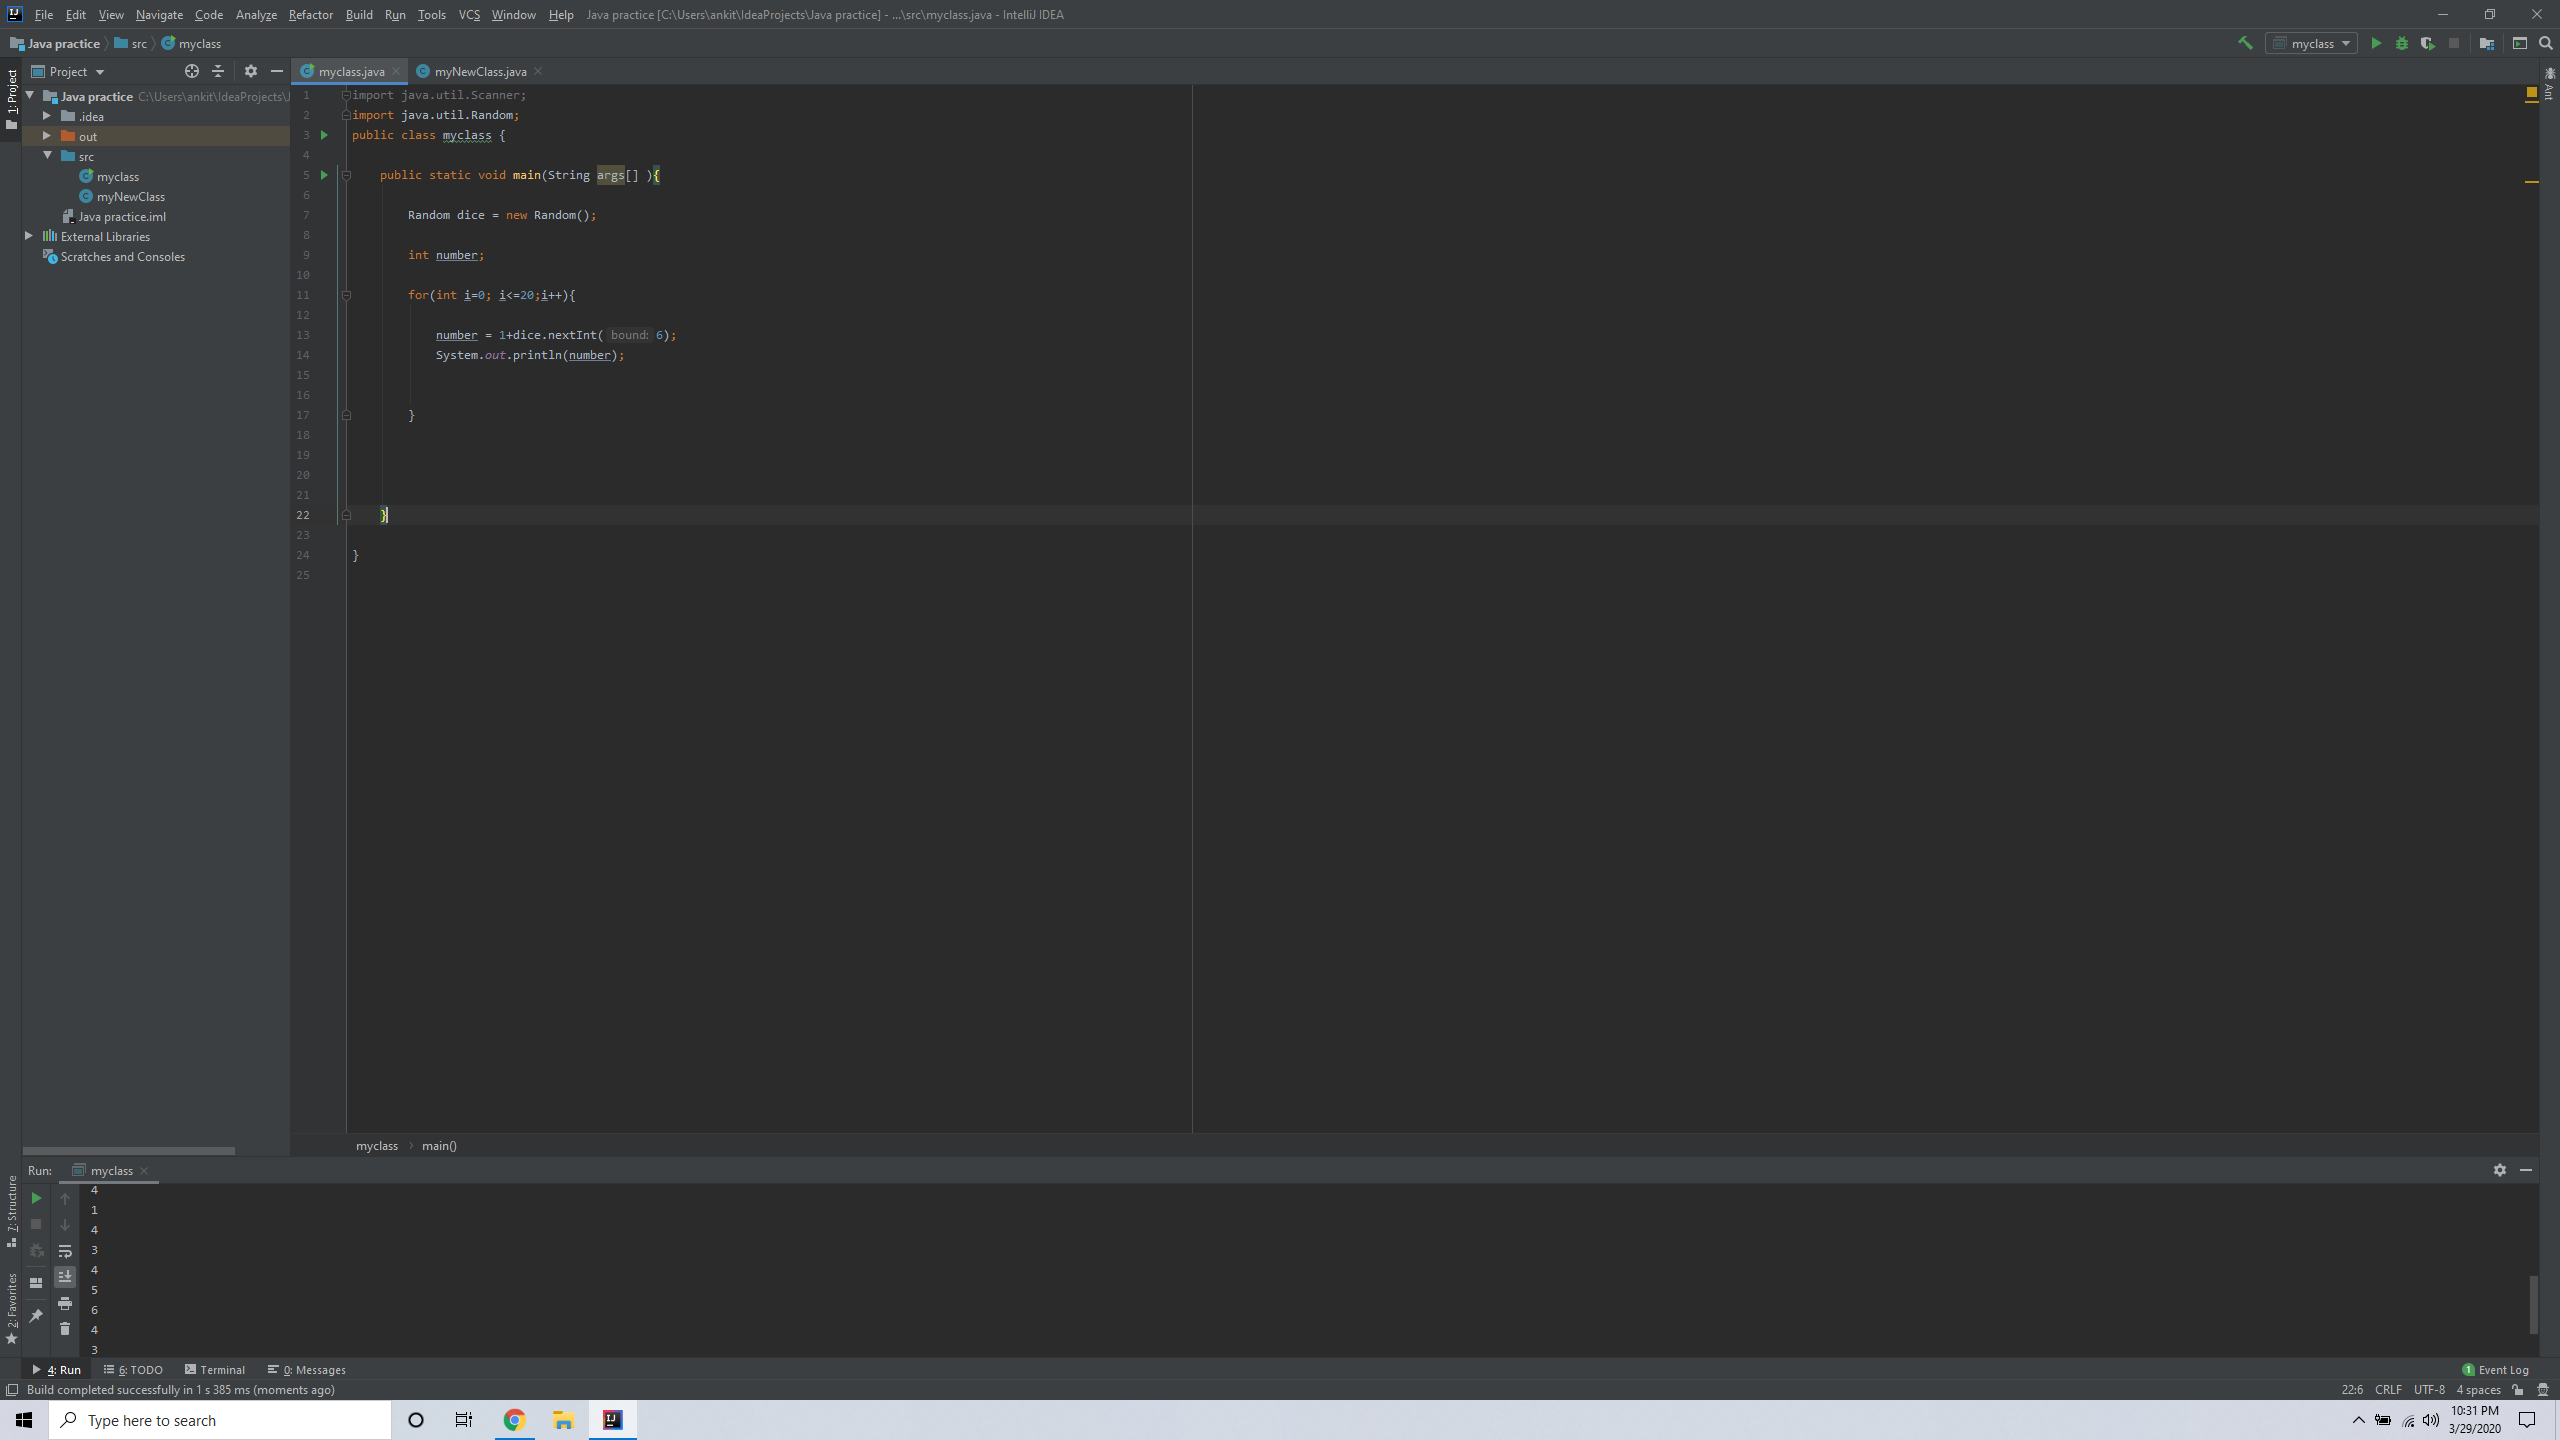 File Edit View Navigate Code Analyze Refactor Build Run Tools VCS Window Help Java practice [C:\Users\ankit\IdeaProjects\Java practice] - ...\src\myclass.java - IntelliJ IDEA
Java practice src myclass
myclass
Project
myclass.java
myNewClass.java
1: Project
Java practice C:\Users\ankit\IdeaProjects\J
.idea
out
src
myclass
myNewClass
Java practice.iml
External Libraries
Scratches and Consoles
Ant
1 import java.util.Scanner;
2 import java.util.Random;
3 public class myclass {
4
5 public static void main(String args[] ){
6
7 Random dice = new Random();
8
9 int number;
10
11 for(int i=0; i<=20;i++){
12
13 number = 1+dice.nextInt( bound: 6);
14 System.out.println(number);
15
16
17 }
18
19
20
21
22 }
23
24 }
25
myclass main()
7: Structure
2: Favorites
Run: myclass
4
1
4
3
4
5
6
4
3
4: Run 6: TODO Terminal 0: Messages 1 Event Log
Build completed successfully in 1 s 385 ms (moments ago) 22:6 CRLF UTF-8 4 spaces
Type here to search
10:31 PM
3/29/2020